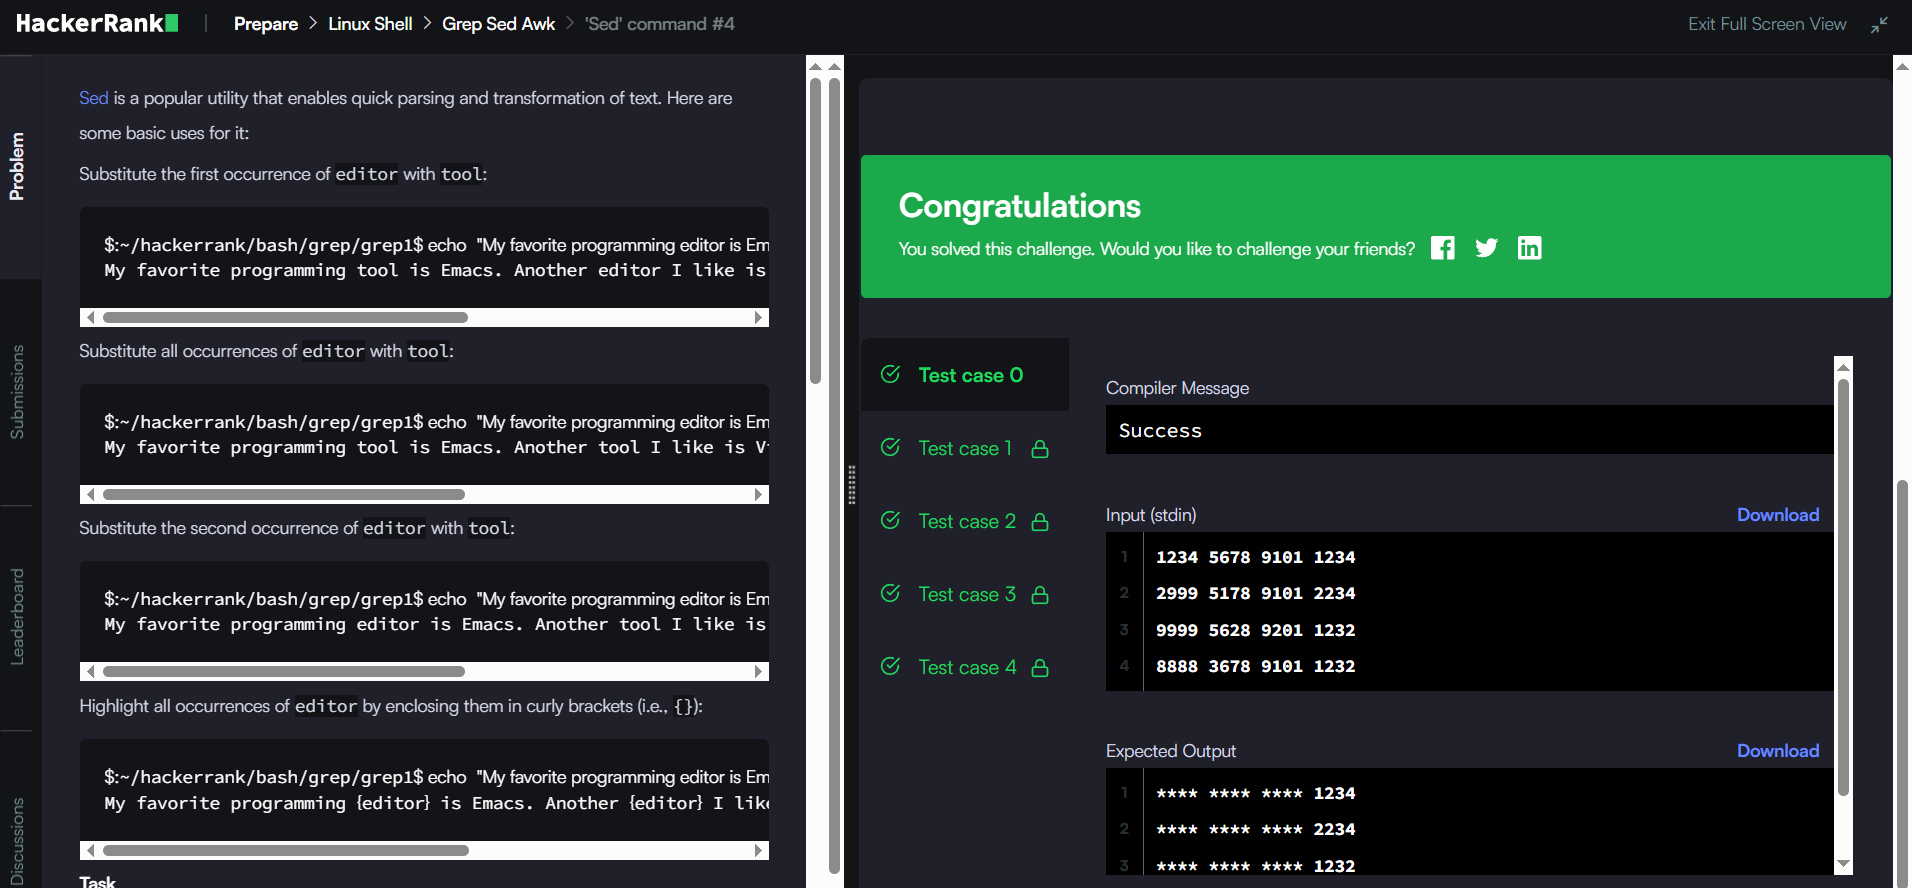 HackerRank
Prepare > Linux Shell > Grep Sed Awk > 'Sed' command #4
Exit Full Screen View
Problem
Submissions
Leaderboard
Discussions
Sed is a popular utility that enables quick parsing and transformation of text. Here are
some basic uses for it:
Substitute the first occurrence of editor with tool:
$:~/hackerrank/bash/grep/grep1$ echo "My favorite programming editor is Em
My favorite programming tool is Emacs. Another editor I like is
Substitute all occurrences of editor with tool:
$:~/hackerrank/bash/grep/grep1$ echo "My favorite programming editor is Em
My favorite programming tool is Emacs. Another tool I like is Vi
Substitute the second occurrence of editor with tool:
$:~/hackerrank/bash/grep/grep1$ echo "My favorite programming editor is Em
My favorite programming editor is Emacs. Another tool I like is
Highlight all occurrences of editor by enclosing them in curly brackets (i.e., {}):
$:~/hackerrank/bash/grep/grep1$ echo "My favorite programming editor is Em
My favorite programming {editor} is Emacs. Another {editor} I like
Task
Congratulations
You solved this challenge. Would you like to challenge your friends?
Test case 0
Test case 1
Test case 2
Test case 3
Test case 4
Compiler Message
Success
Input (stdin)
Download
1 1234 5678 9101 1234
2 2999 5178 9101 2234
3 9999 5628 9201 1232
4 8888 3678 9101 1232
Expected Output
Download
1 **** **** **** 1234
2 **** **** **** 2234
3 **** **** **** 1232